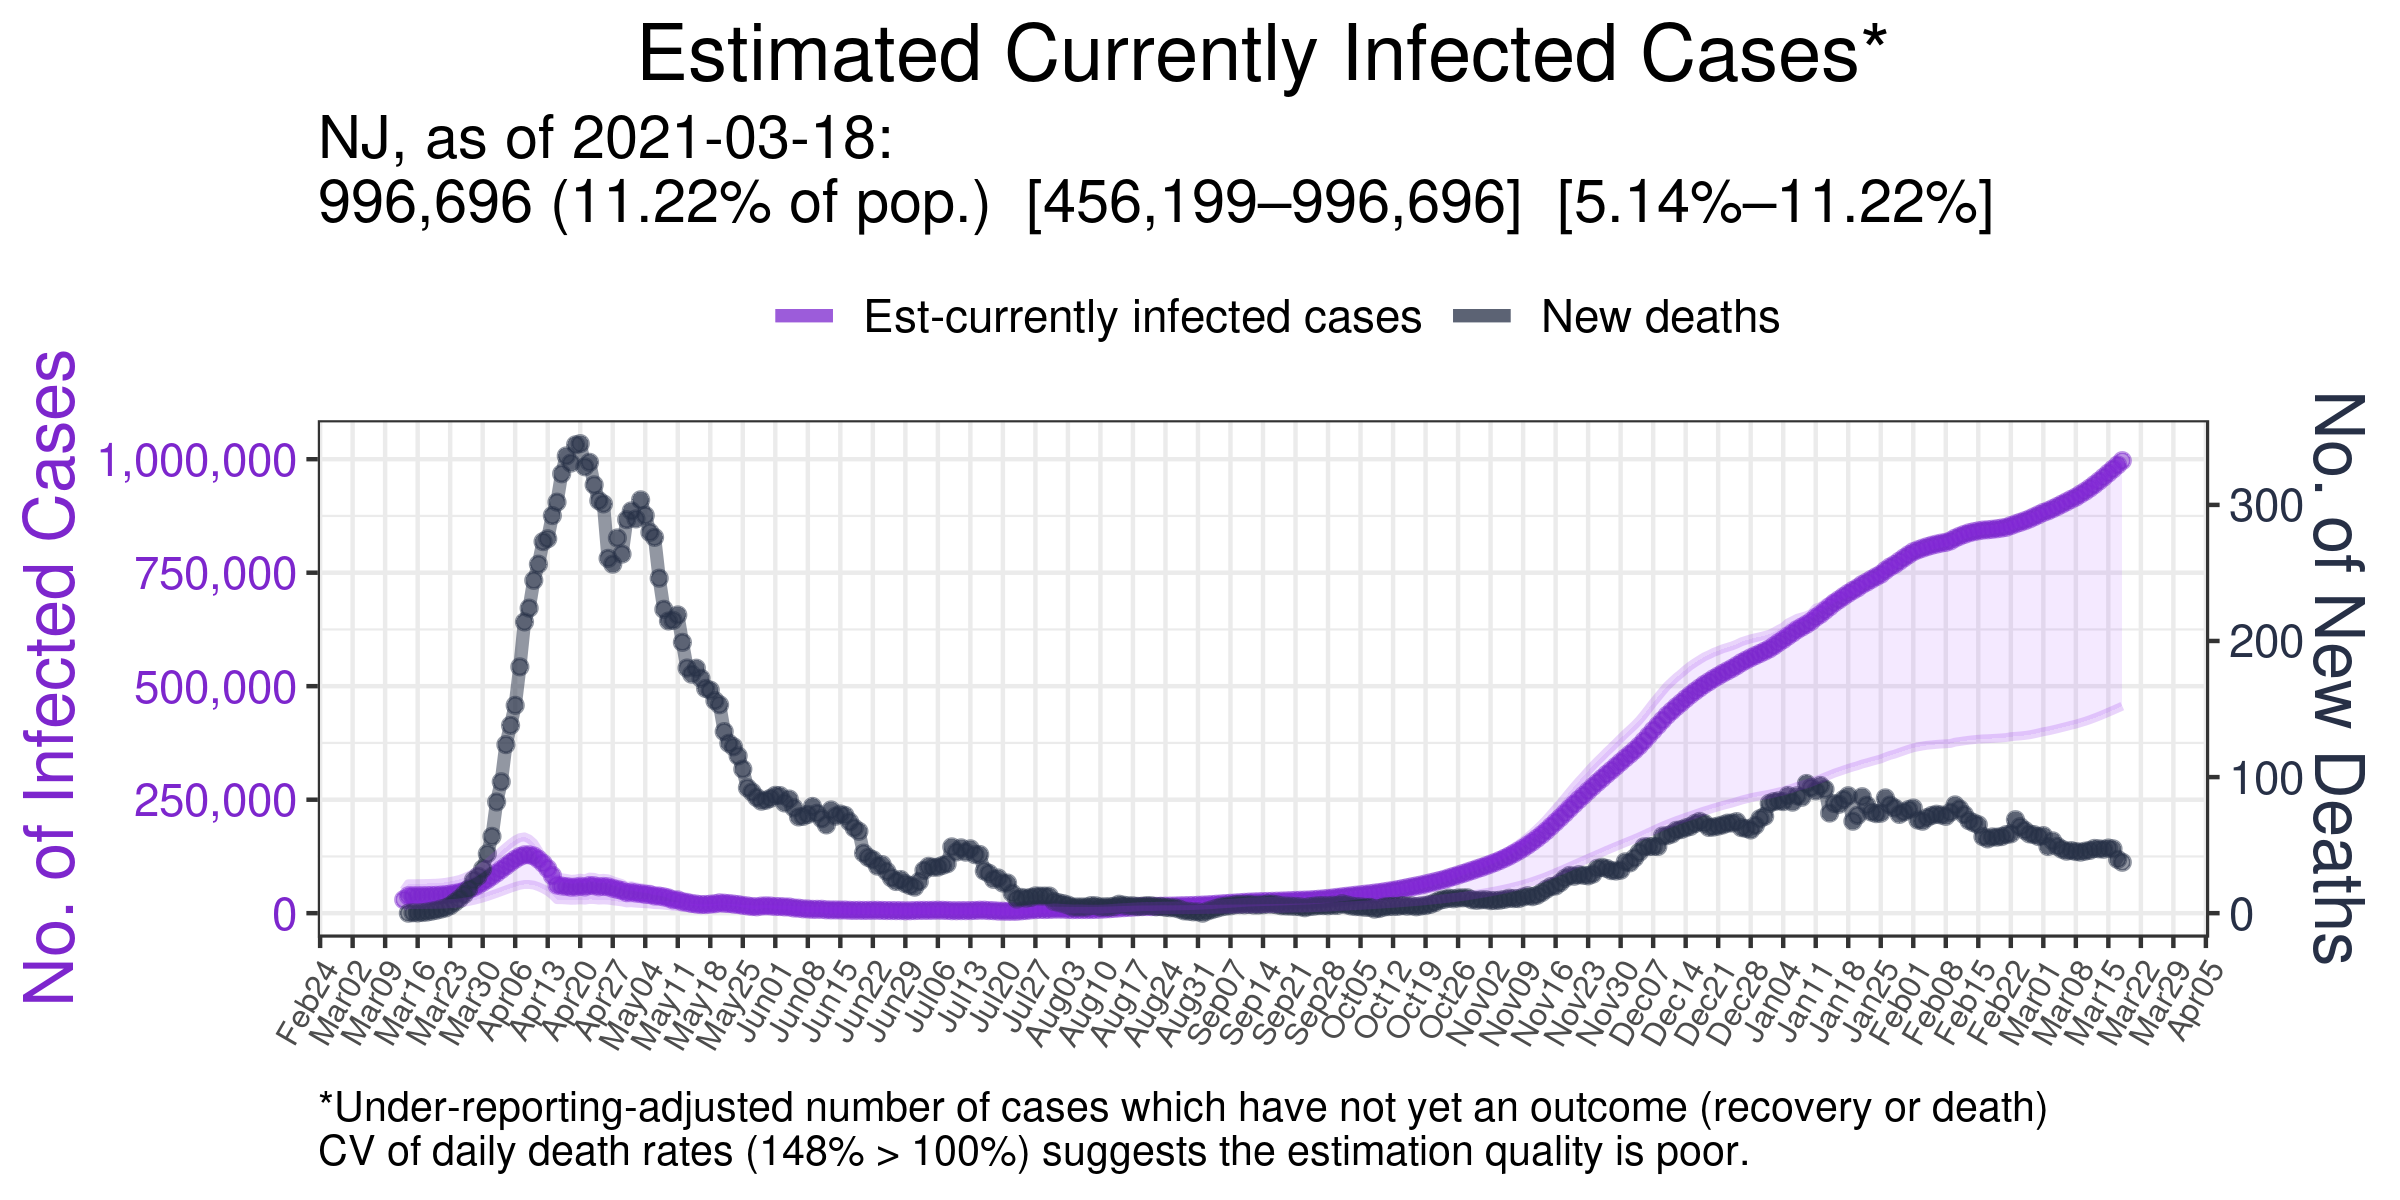 Estimated Currently Infected Cases*
NJ, as of 2021-03-18:
996,696 (11.22% of pop.) [456,199–996,696] [5.14%–11.22%]
Est-currently infected cases
New deaths
No. of Infected Cases
1,000,000
750,000
500,000
250,000
0
No. of New Deaths
300
200
100
0
Feb24
Mar02
Mar09
Mar16
Mar23
Mar30
Apr06
Apr13
Apr20
Apr27
May04
May11
May18
May25
Jun01
Jun08
Jun15
Jun22
Jun29
Jul06
Jul13
Jul20
Jul27
Aug03
Aug10
Aug17
Aug24
Aug31
Sep07
Sep14
Sep21
Sep28
Oct05
Oct12
Oct19
Oct26
Nov02
Nov09
Nov16
Nov23
Nov30
Dec07
Dec14
Dec21
Dec28
Jan04
Jan11
Jan18
Jan25
Feb01
Feb08
Feb15
Feb22
Mar01
Mar08
Mar15
Mar22
Mar29
Apr05
*Under-reporting-adjusted number of cases which have not yet an outcome (recovery or death)
CV of daily death rates (148% > 100%) suggests the estimation quality is poor.